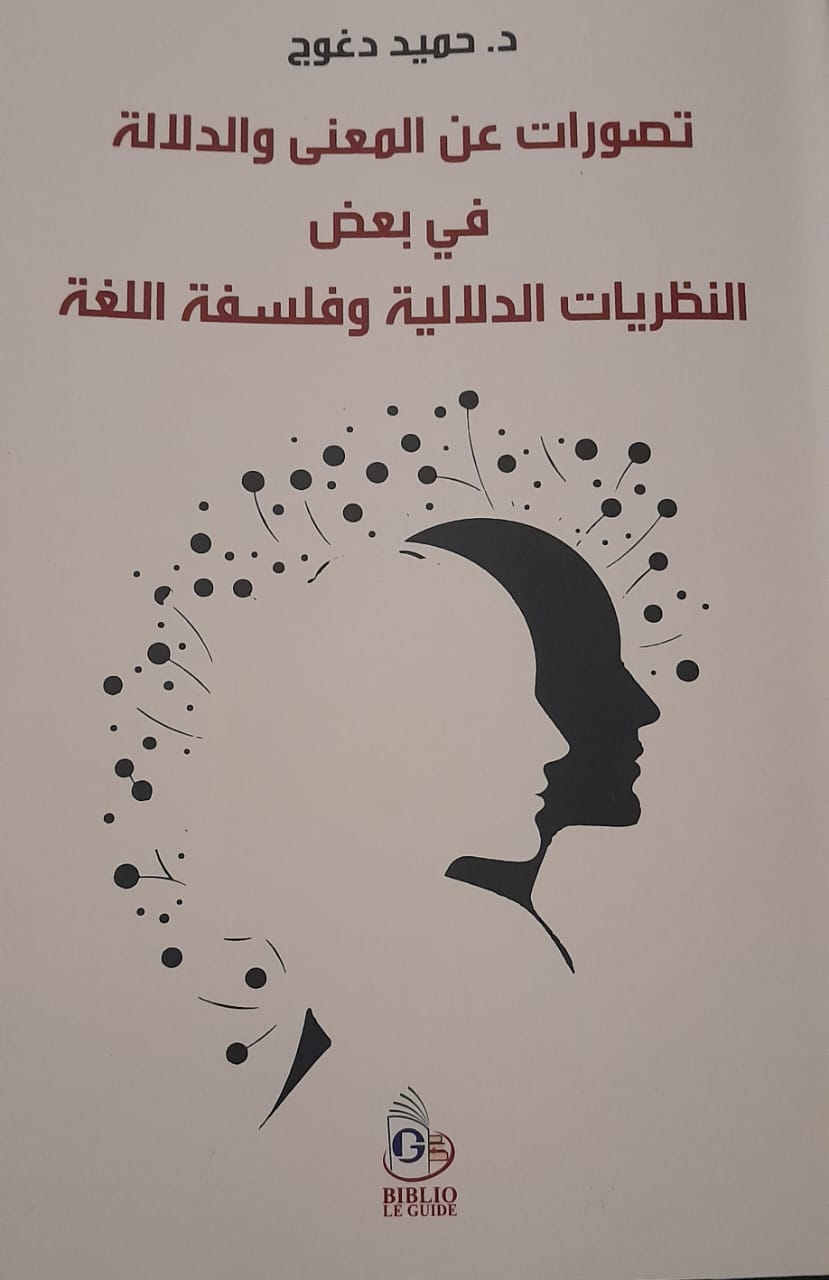 د. حميد دغوج
تصورات عن المعنى والدلالة
في بعض
النظريات الدلالية وفلسفة اللغة
BIBLIO
LE GUIDE